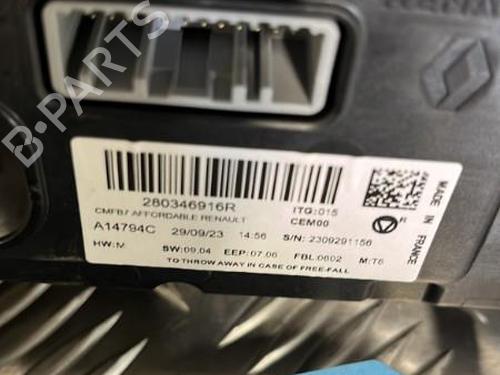 B-PARTS
280346916R
ITG:015
CMFB7 AFFORDABLE RENAULT
CEM00
A14794C 29/09/23 14:56 S/N: 2309291156
HW:M SW:09.04 EEP:07.06 FBL:0602 M:T6
TO THROW AWAY IN CASE OF FREE-FALL
MADE IN FRANCE